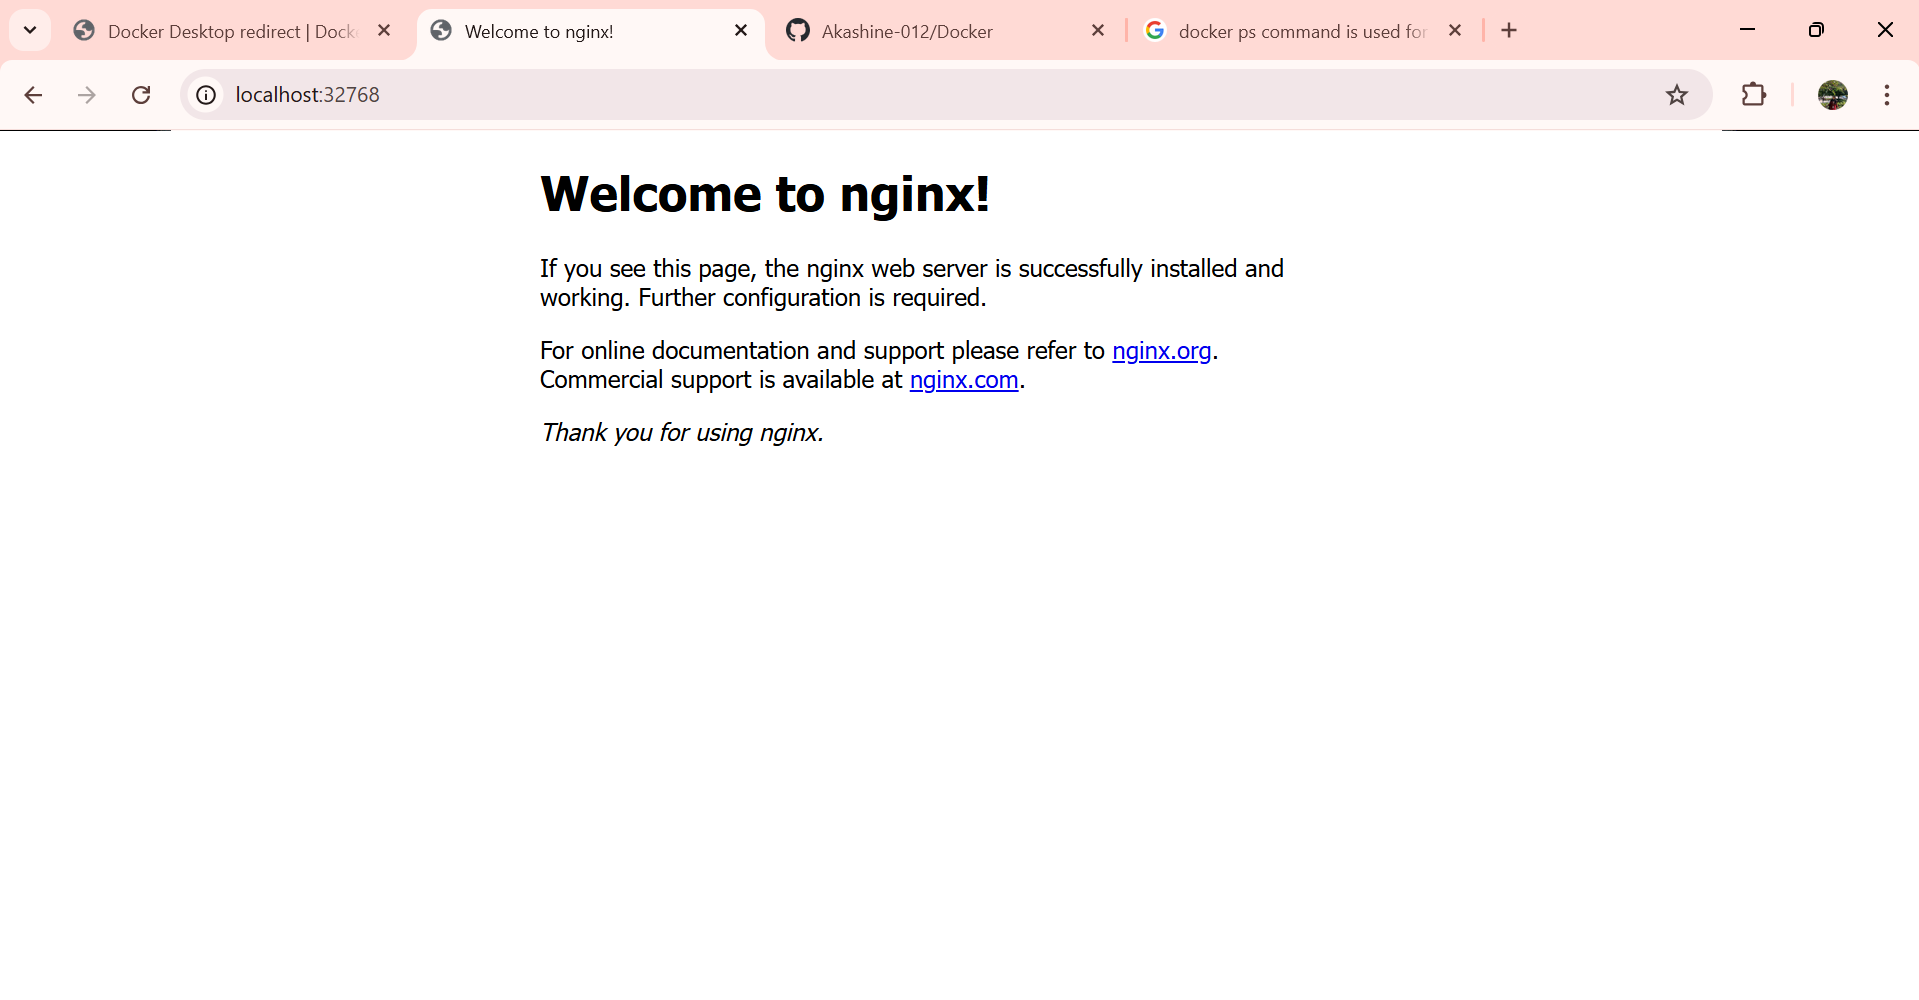 Docker Desktop redirect | Docke
Welcome to nginx!
Akashine-012/Docker
docker ps command is used for
localhost:32768
Welcome to nginx!
If you see this page, the nginx web server is successfully installed and
working. Further configuration is required.
For online documentation and support please refer to nginx.org.
Commercial support is available at nginx.com.
Thank you for using nginx.